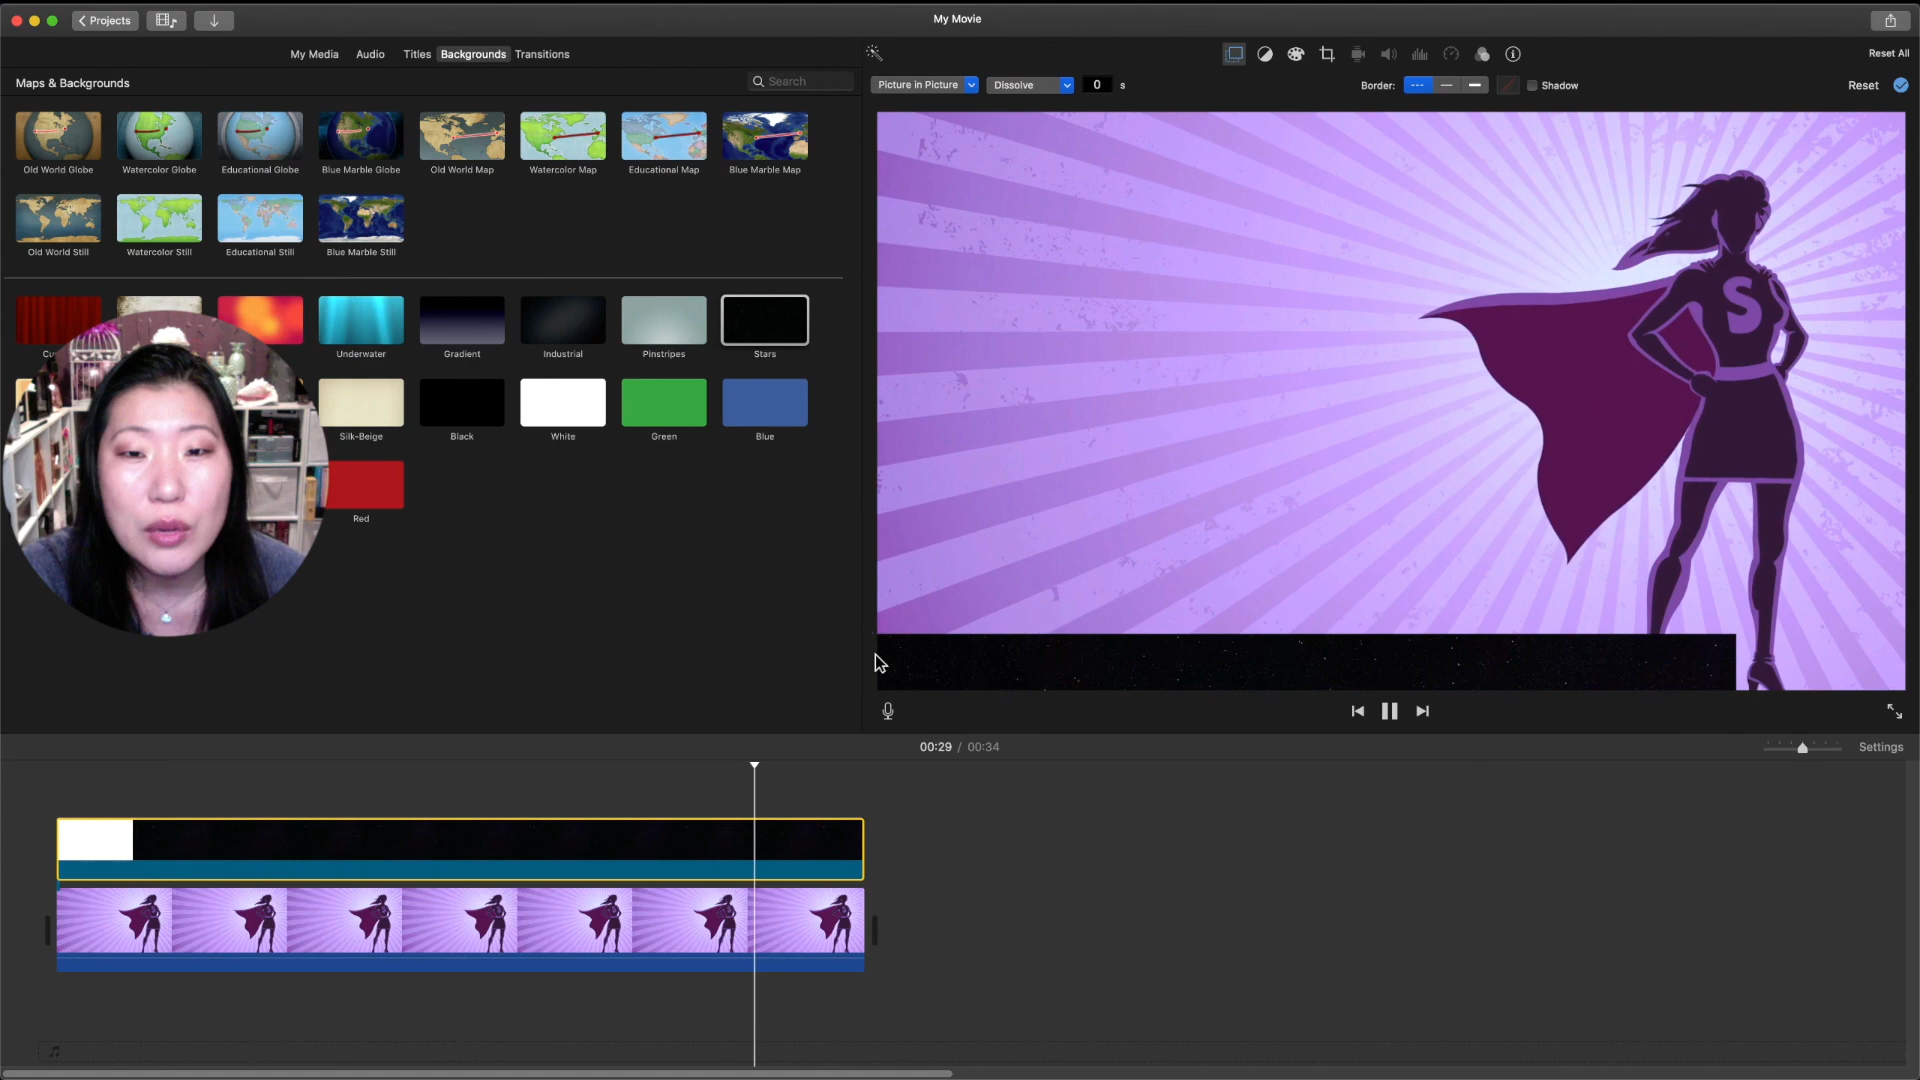 Projects
My Movie
My Media Audio Titles Backgrounds Transitions
Reset All
Maps & Backgrounds
Search
Picture in Picture Dissolve 0 s Border: Shadow Reset
Old World Globe Watercolor Globe Educational Globe Blue Marble Globe Old World Map Watercolor Map Educational Map Blue Marble Map
Old World Still Watercolor Still Educational Still Blue Marble Still
Underwater Gradient Industrial Pinstripes Stars
Silk-Beige Black White Green Blue
Red
S
00:29 / 00:34 Settings